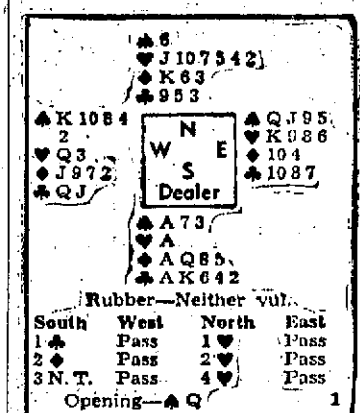 ♠ 6
♥ J 10 7 5 4 2
♦ K 6 3
♣ 9 5 3
♠ K 10 8 4
2
♥ Q 3
♦ J 9 7 2
♣ Q J
N
W E
S
Dealer
♠ Q J 9 5
♥ K 9 8 6
♦ 10 4
♣ 10 8 7
♠ A 7 3
♥ A
♦ A Q 8 5
♣ A K 6 4 2
Rubber—Neither vul.
South West North East
1 ♣ Pass 1 ♥ Pass
2 ♦ Pass 2 ♥ Pass
3 N. T. Pass 4 ♥ Pass
Opening—♠ Q 1